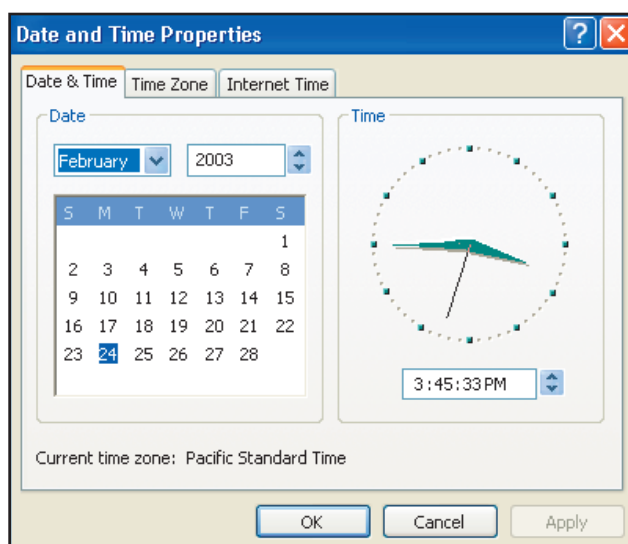 Date and Time Properties
Date & Time Time Zone Internet Time
Date
February 2003
S M T W T F S
1
2 3 4 5 6 7 8
9 10 11 12 13 14 15
16 17 18 19 20 21 22
23 24 25 26 27 28
Time
3:45:33 PM
Current time zone: Pacific Standard Time
OK Cancel Apply